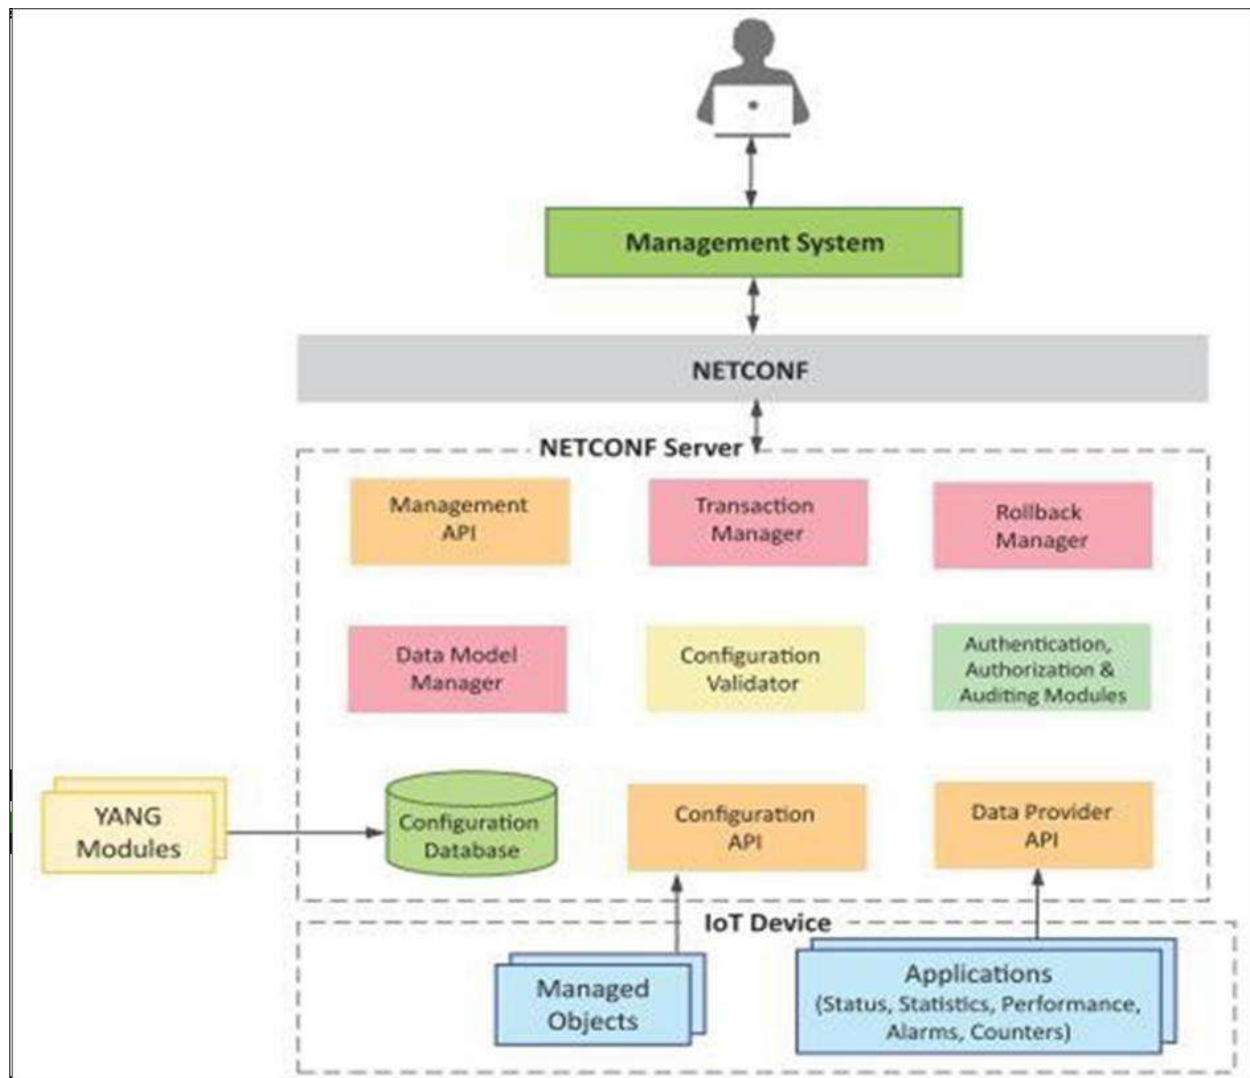 Management System
NETCONF
NETCONF Server
Management
API
Transaction
Manager
Rollback
Manager
Data Model
Manager
Configuration
Validator
Authentication,
Authorization &
Auditing Modules
YANG
Modules
Configuration
Database
Configuration
API
Data Provider
API
IoT Device
Managed
Objects
Applications
(Status, Statistics, Performance,
Alarms, Counters)